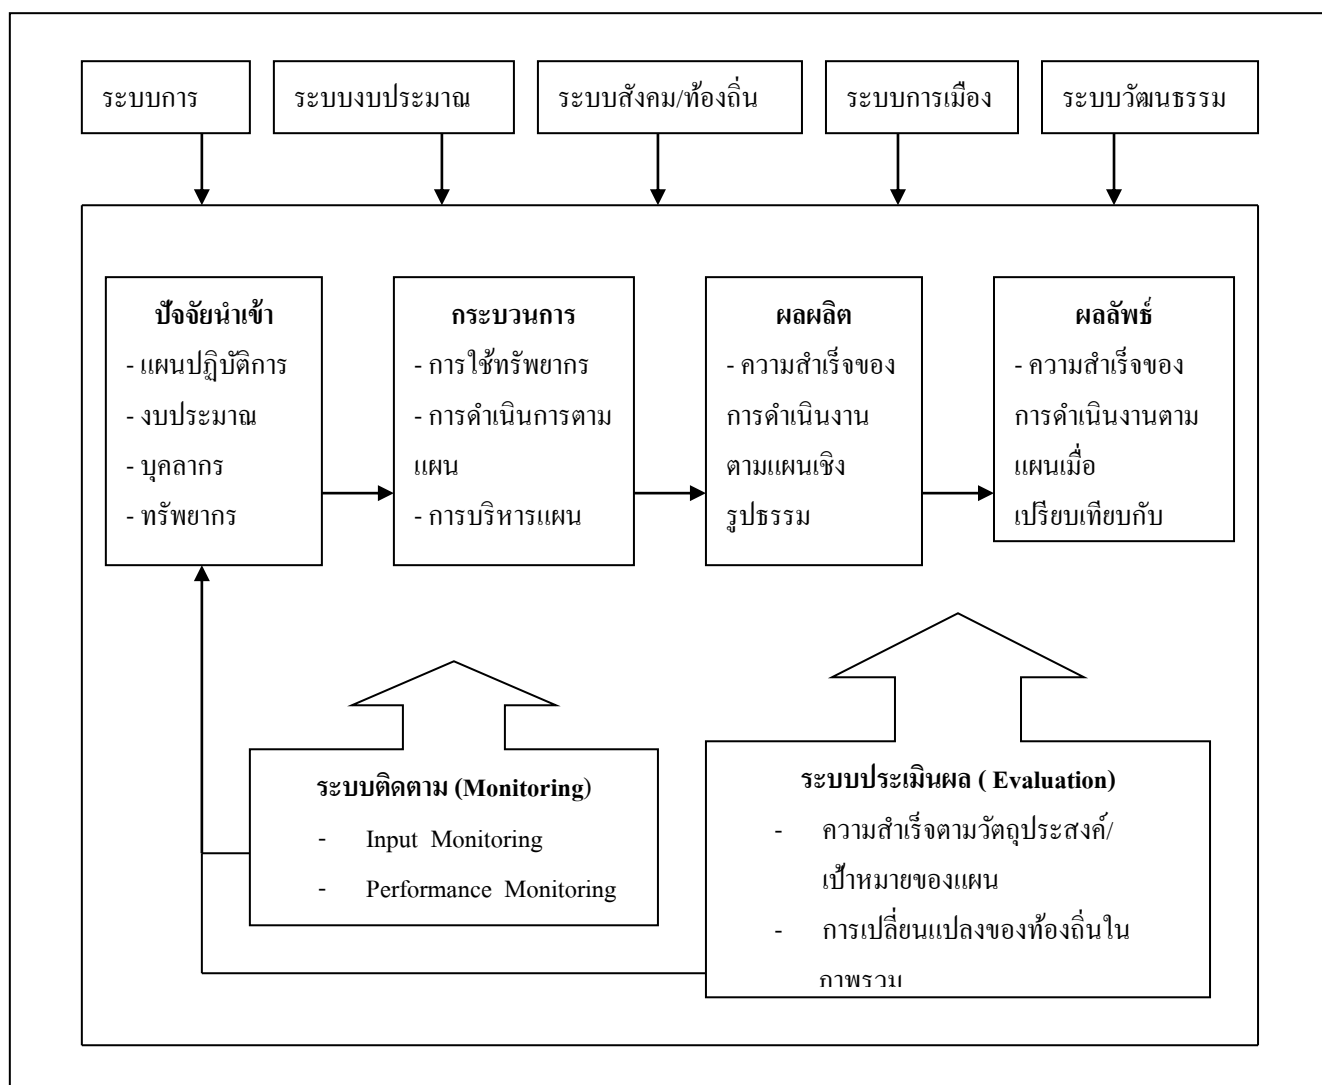 ระบบการ
ระบบงบประมาณ
ระบบสังคม/ท้องถิ่น
ระบบการเมือง
ระบบวัฒนธรรม
ปัจจัยนำเข้า
- แผนปฏิบัติการ
- งบประมาณ
- บุคลากร
- ทรัพยากร
กระบวนการ
- การใช้ทรัพยากร
- การดำเนินการตาม
แผน
- การบริหารแผน
ผลผลิต
- ความสำเร็จของ
การดำเนินงาน
ตามแผนเชิง
รูปธรรม
ผลลัพธ์
- ความสำเร็จของ
การดำเนินงานตาม
แผนเมื่อ
เปรียบเทียบกับ
ระบบติดตาม (Monitoring)
- Input Monitoring
- Performance Monitoring
ระบบประเมินผล ( Evaluation)
- ความสำเร็จตามวัตถุประสงค์/
เป้าหมายของแผน
- การเปลี่ยนแปลงของท้องถิ่นใน
ภาพรวม